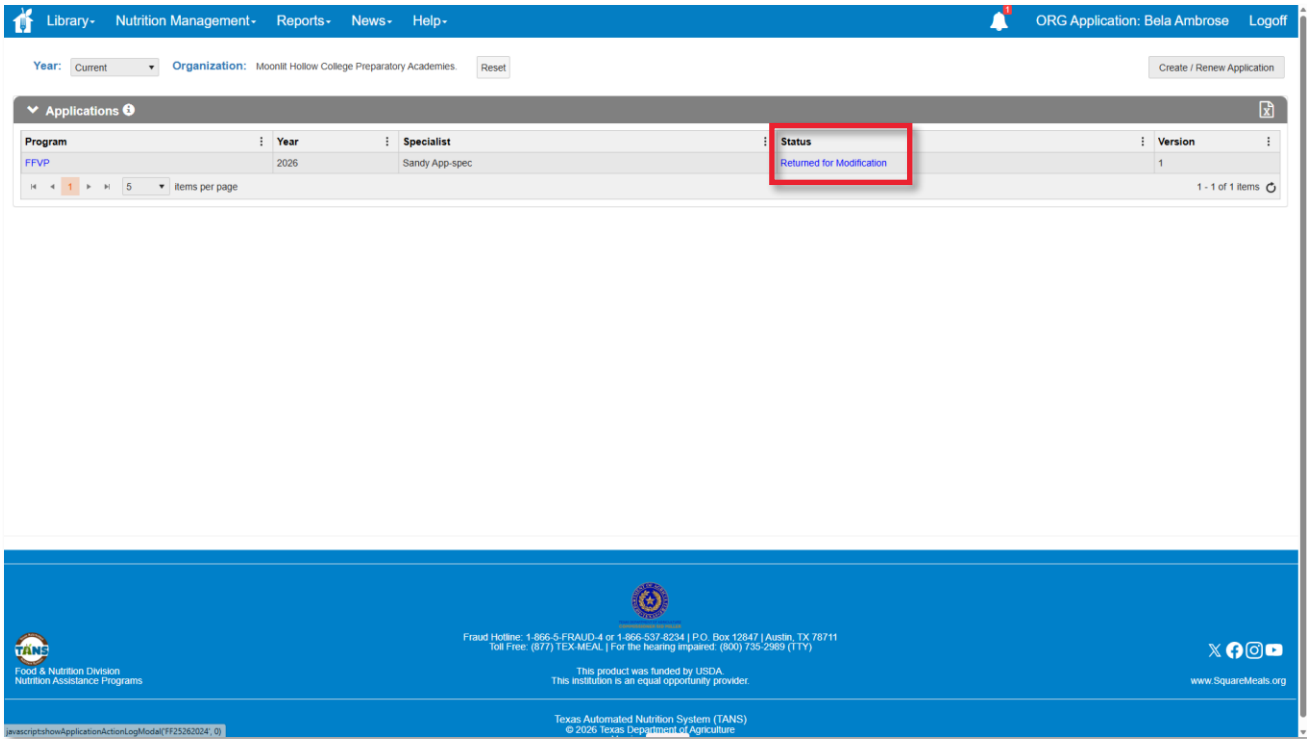 Library- Nutrition Management- Reports- News- Help- 1 ORG Application: Bela Ambrose Logoff
Year: Current Organization: Moonlit Hollow College Preparatory Academies. Reset Create / Renew Application
Applications
Program Year Specialist Status Version
FFVP 2026 Sandy App-spec Returned for Modification 1
1 5 items per page 1 - 1 of 1 items
Fraud Hotline: 1-866-5-FRAUD-4 or 1-866-537-8234 | P.O. Box 12847 | Austin, TX 78711
Toll Free: (877) TEX-MEAL | For the hearing impaired: (800) 735-2989 (TTY)
TANS
Food & Nutrition Division
Nutrition Assistance Programs
This product was funded by USDA.
This institution is an equal opportunity provider.
www.SquareMeals.org
Texas Automated Nutrition System (TANS)
© 2026 Texas Department of Agriculture
javascript:showApplicationActionLogModal('FF25262024', 0)